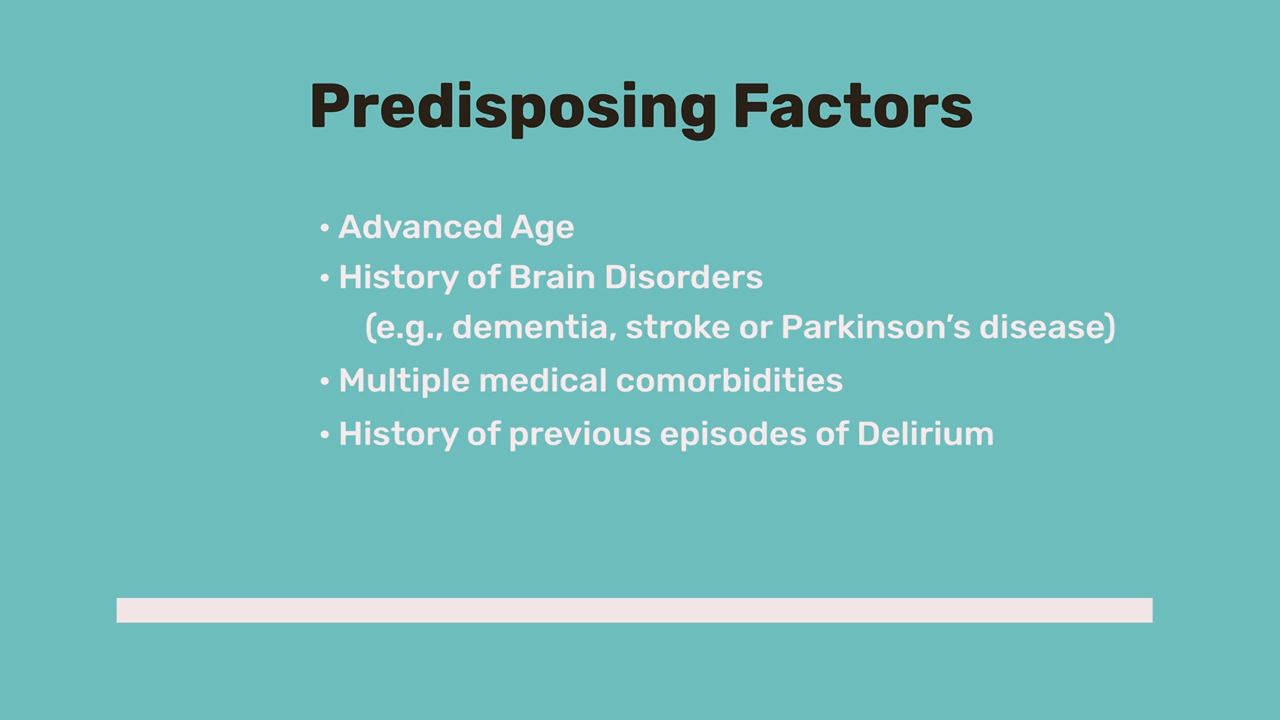 Predisposing Factors
• Advanced Age
• History of Brain Disorders
(e.g., dementia, stroke or Parkinson’s disease)
• Multiple medical comorbidities
• History of previous episodes of Delirium